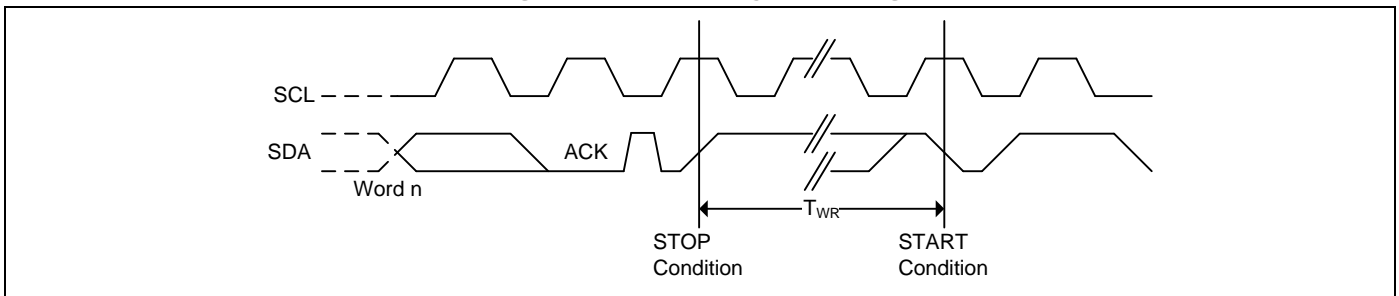 SCL
SDA
ACK
Word n
TWR
STOP
Condition
START
Condition